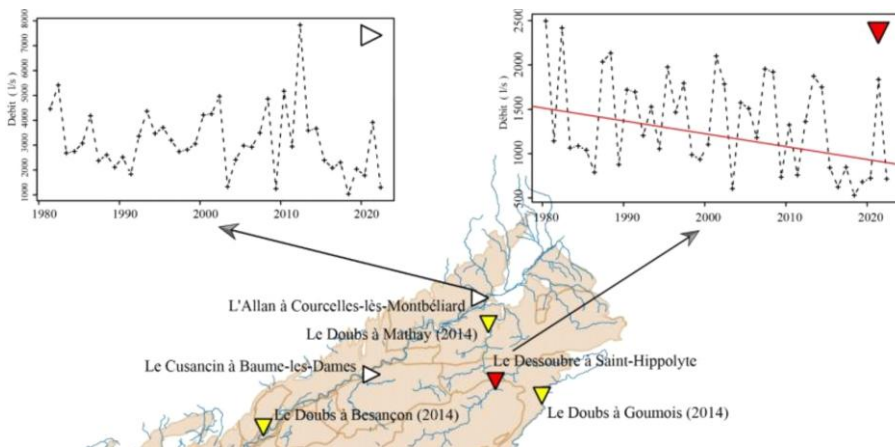 Debit ( l/s )
8000
7000
6000
5000
4000
3000
2000
1000
1980
1990
2000
2010
2020
Débit ( l/s )
2500
2000
1500
1000
500
1980
1990
2000
2010
2020
L'Allan à Courcelles-lès-Montbéliard
Le Doubs à Mathay (2014)
Le Cusancin à Baume-les-Dames
Le Dessoubre à Saint-Hippolyte
Le Doubs à Besançon (2014)
Le Doubs à Goumois (2014)